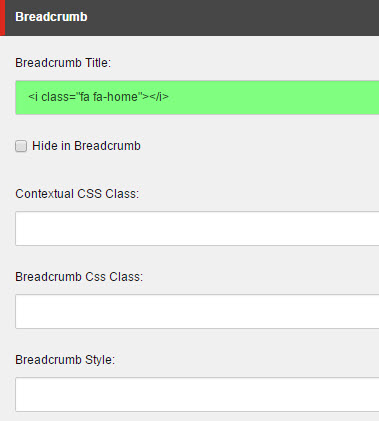 Breadcrumb
Breadcrumb Title:
<i class="fa fa-home"></i>
Hide in Breadcrumb
Contextual CSS Class:
Breadcrumb Css Class:
Breadcrumb Style: